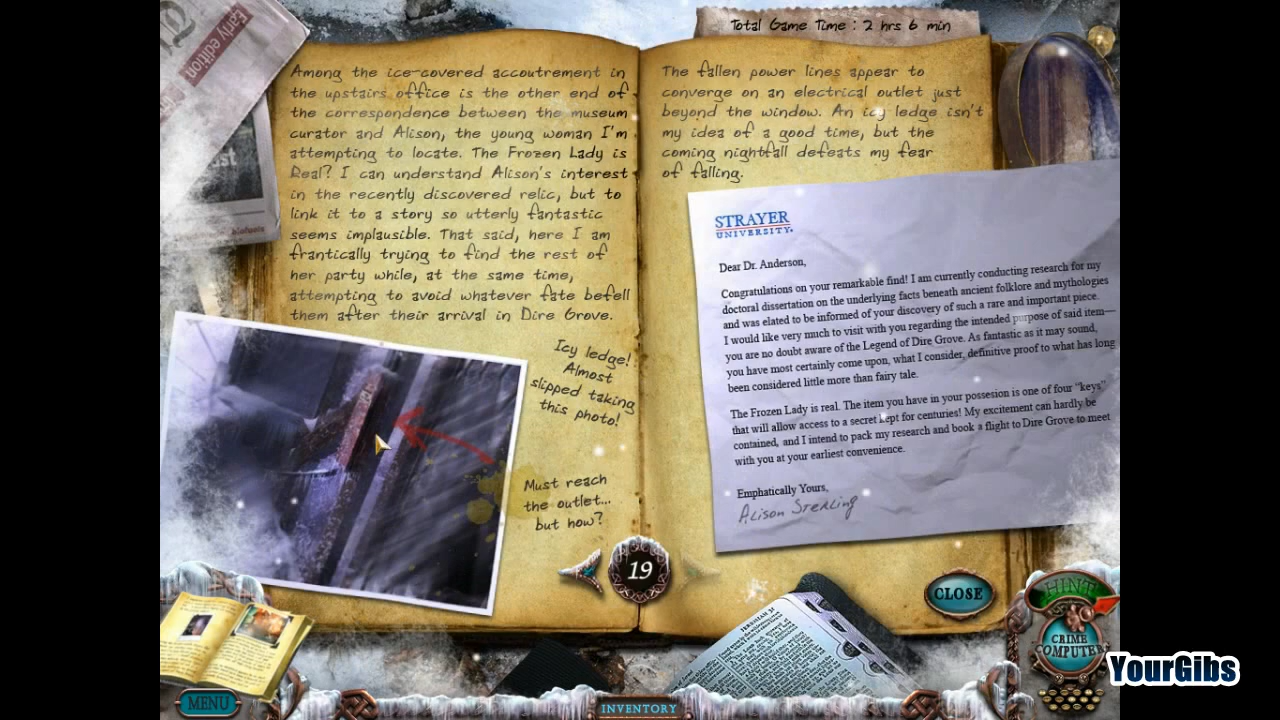 Early edition
Total Game Time : 2 hrs 6 min
Among the ice-covered accoutrement in
the upstairs office is the other end of
the correspondence between the museum
curator and Alison, the young woman I'm
attempting to locate. The Frozen Lady is
Real? I can understand Alison's interest
in the recently discovered relic, but to
link it to a story so utterly fantastic
seems implausible. That said, here I am
frantically trying to find the rest of
her party while, at the same time,
attempting to avoid whatever fate befell
them after their arrival in Dire Grove.
Icy ledge!
Almost
slipped taking
this photo!
Must reach
the outlet...
but how?
The fallen power lines appear to
converge on an electrical outlet just
beyond the window. An icy ledge isn't
my idea of a good time, but the
coming nightfall defeats my fear
of falling.
STRAYER
UNIVERSITY.
Dear Dr. Anderson,
Congratulations on your remarkable find! I am currently conducting research for my
doctoral dissertation on the underlying facts beneath ancient folklore and mythologies
and was elated to be informed of your discovery of such a rare and important piece.
I would like very much to visit with you regarding the intended purpose of said item—
you are no doubt aware of the Legend of Dire Grove. As fantastic as it may sound,
you have most certainly come upon, what I consider, definitive proof to what has long
been considered little more than fairy tale.
The Frozen Lady is real. The item you have in your possesion is one of four "keys"
that will allow access to a secret kept for centuries! My excitement can hardly be
contained, and I intend to pack my research and book a flight to Dire Grove to meet
with you at your earliest convenience.
Emphatically Yours,
Alison Sterling
19
CLOSE
HINT
CRIME
COMPUTER
JEREMIAH 31
MENU
INVENTORY
YourGibs